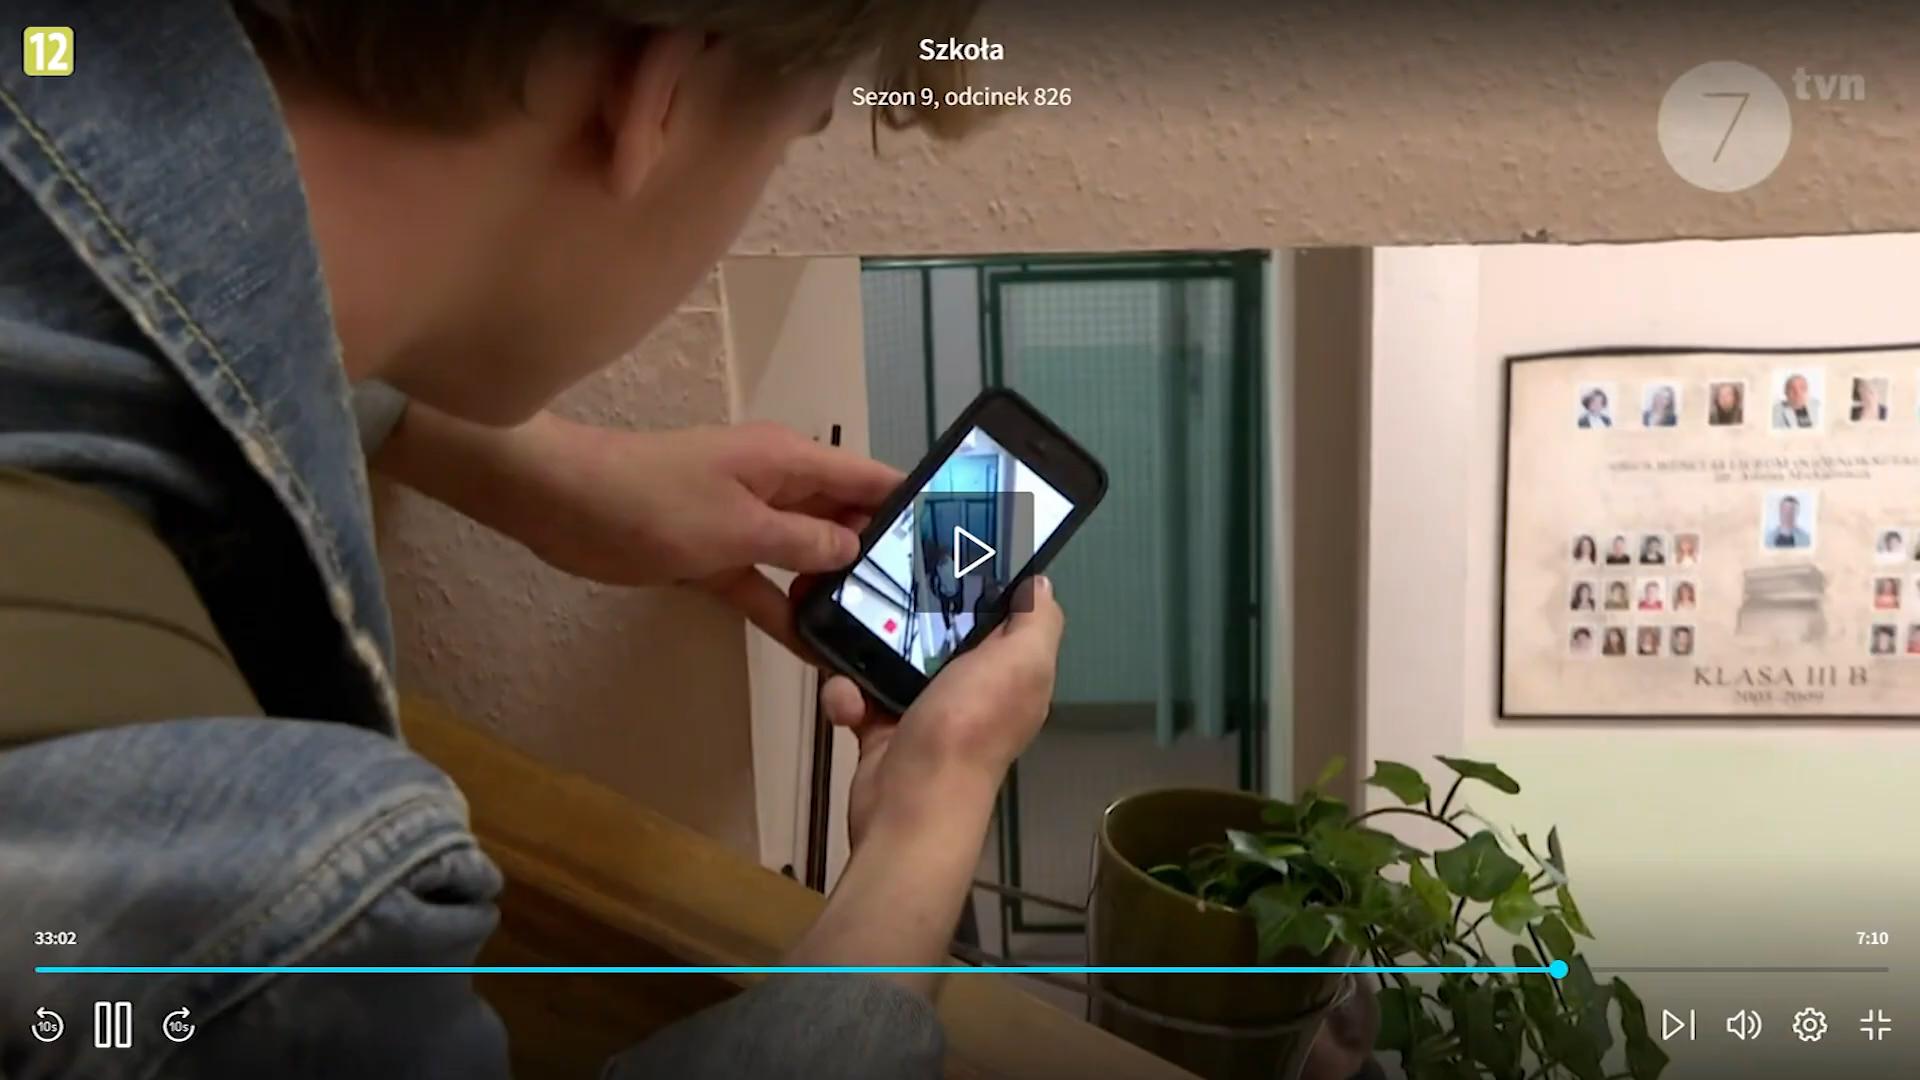 12
Szkoła
Sezon 9, odcinek 826
7 tvn
KLASA III B
33:02
7:10
10s
10s